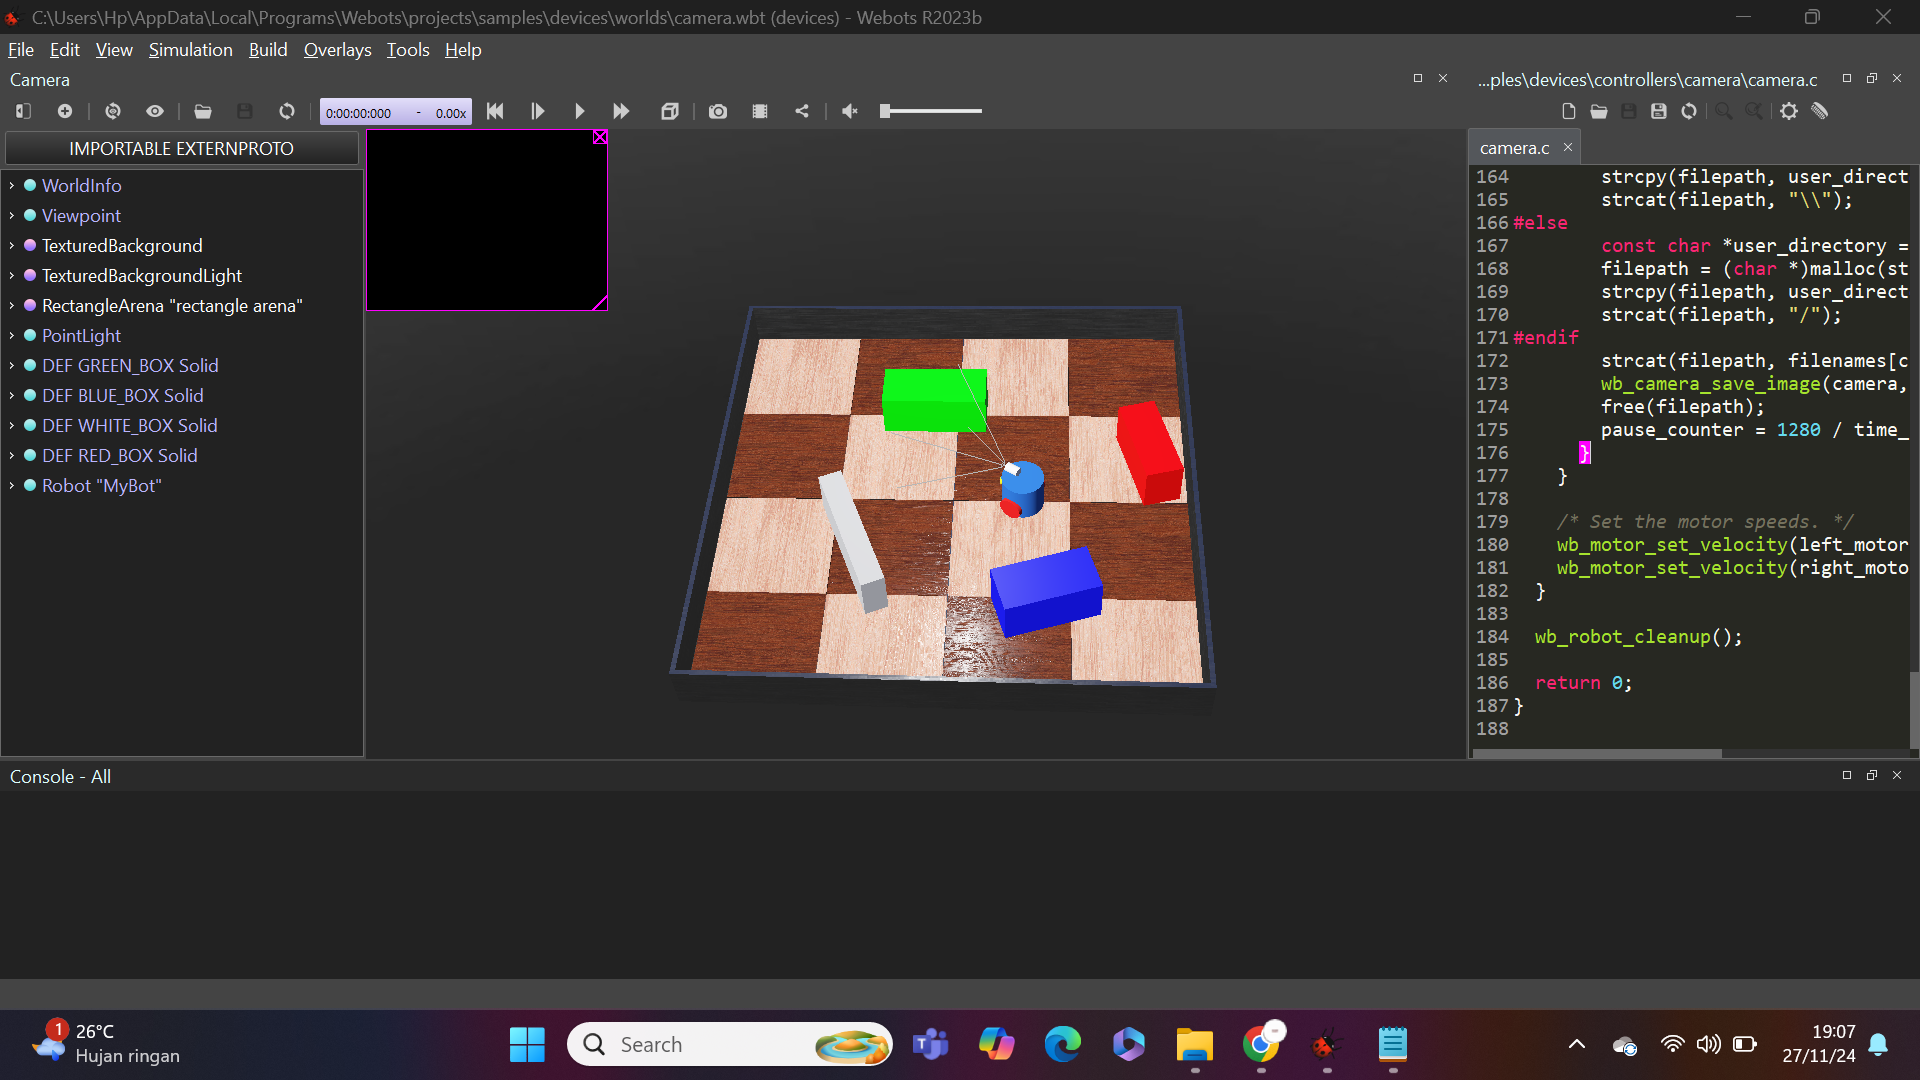 C:\Users\Hp\AppData\Local\Programs\Webots\projects\samples\devices\worlds\camera.wbt (devices) - Webots R2023b
File Edit View Simulation Build Overlays Tools Help
Camera
...ples\devices\controllers\camera\camera.c
0:00:00:000 - 0.00x
IMPORTABLE EXTERNPROTO
WorldInfo
Viewpoint
TexturedBackground
TexturedBackgroundLight
RectangleArena "rectangle arena"
PointLight
DEF GREEN_BOX Solid
DEF BLUE_BOX Solid
DEF WHITE_BOX Solid
DEF RED_BOX Solid
Robot "MyBot"
camera.c
164 strcpy(filepath, user_direct
165 strcat(filepath, "\\");
166 #else
167 const char *user_directory =
168 filepath = (char *)malloc(st
169 strcpy(filepath, user_direct
170 strcat(filepath, "/");
171 #endif
172 strcat(filepath, filenames[c
173 wb_camera_save_image(camera,
174 free(filepath);
175 pause_counter = 1280 / time_
176 }
177 }
178
179 /* Set the motor speeds. */
180 wb_motor_set_velocity(left_motor
181 wb_motor_set_velocity(right_moto
182 }
183
184 wb_robot_cleanup();
185
186 return 0;
187 }
188
Console - All
1
26°C
Hujan ringan
Search
19:07
27/11/24